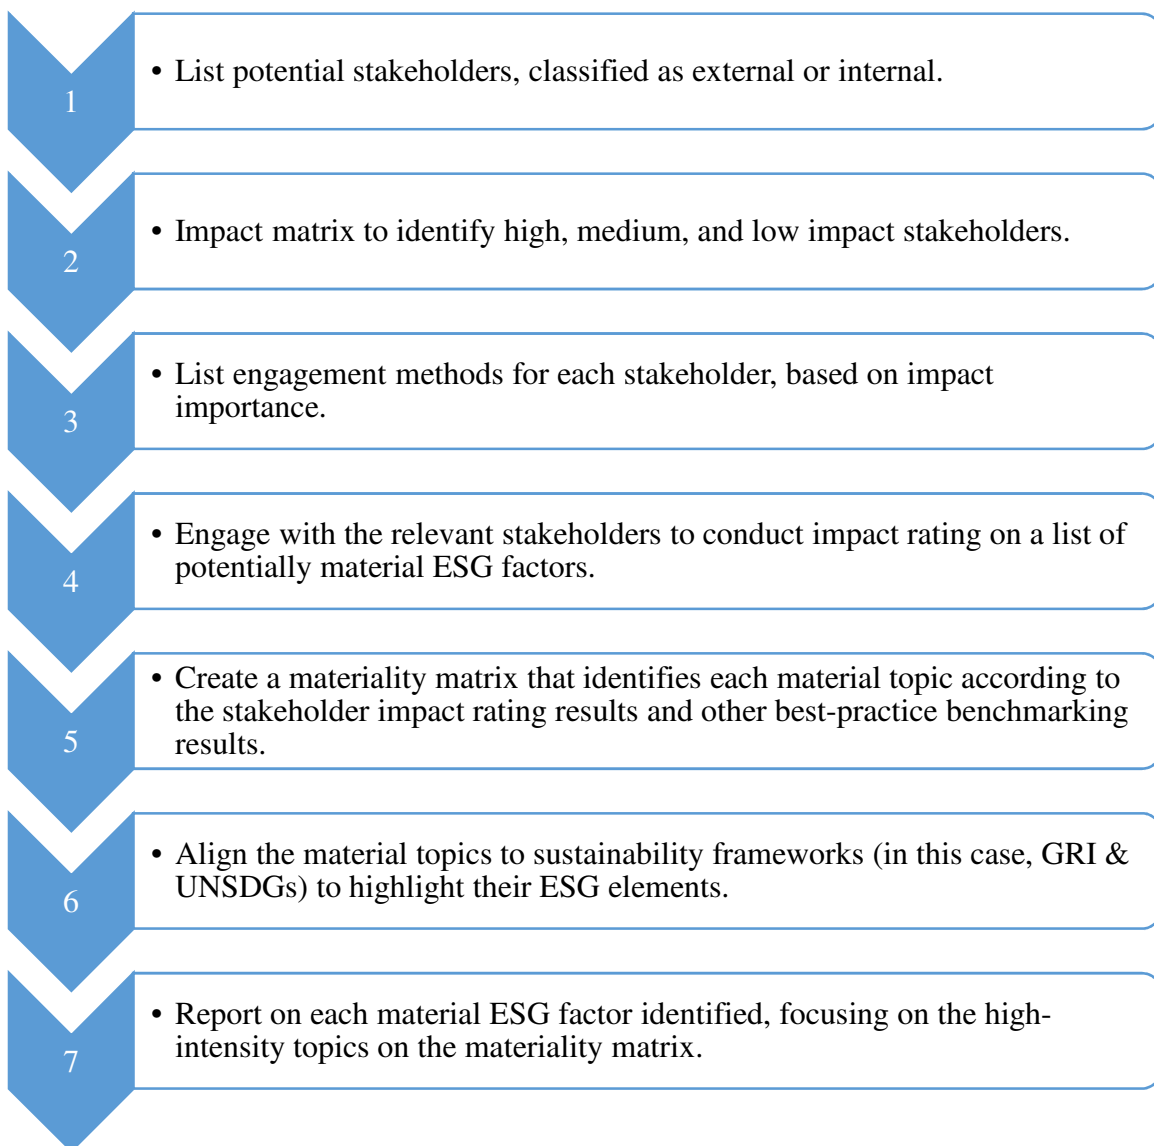 1
• List potential stakeholders, classified as external or internal.
2
• Impact matrix to identify high, medium, and low impact stakeholders.
3
• List engagement methods for each stakeholder, based on impact
importance.
4
• Engage with the relevant stakeholders to conduct impact rating on a list of
potentially material ESG factors.
5
• Create a materiality matrix that identifies each material topic according to
the stakeholder impact rating results and other best-practice benchmarking
results.
6
• Align the material topics to sustainability frameworks (in this case, GRI &
UNSDGs) to highlight their ESG elements.
7
• Report on each material ESG factor identified, focusing on the high-
intensity topics on the materiality matrix.